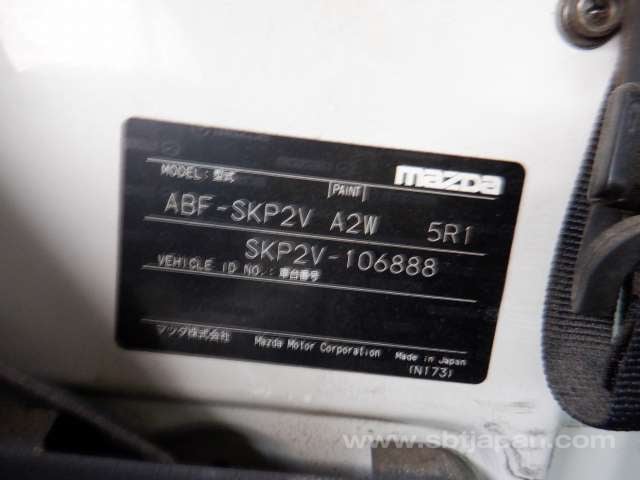 mazda
MODEL:型式
PAINT
ABF-SKP2V A2W 5R1
SKP2V-106888
VEHICLE ID NO.:車台番号
マツダ株式会社 Mazda Motor Corporation Made in Japan
(N173)
www.sbtjapan.com